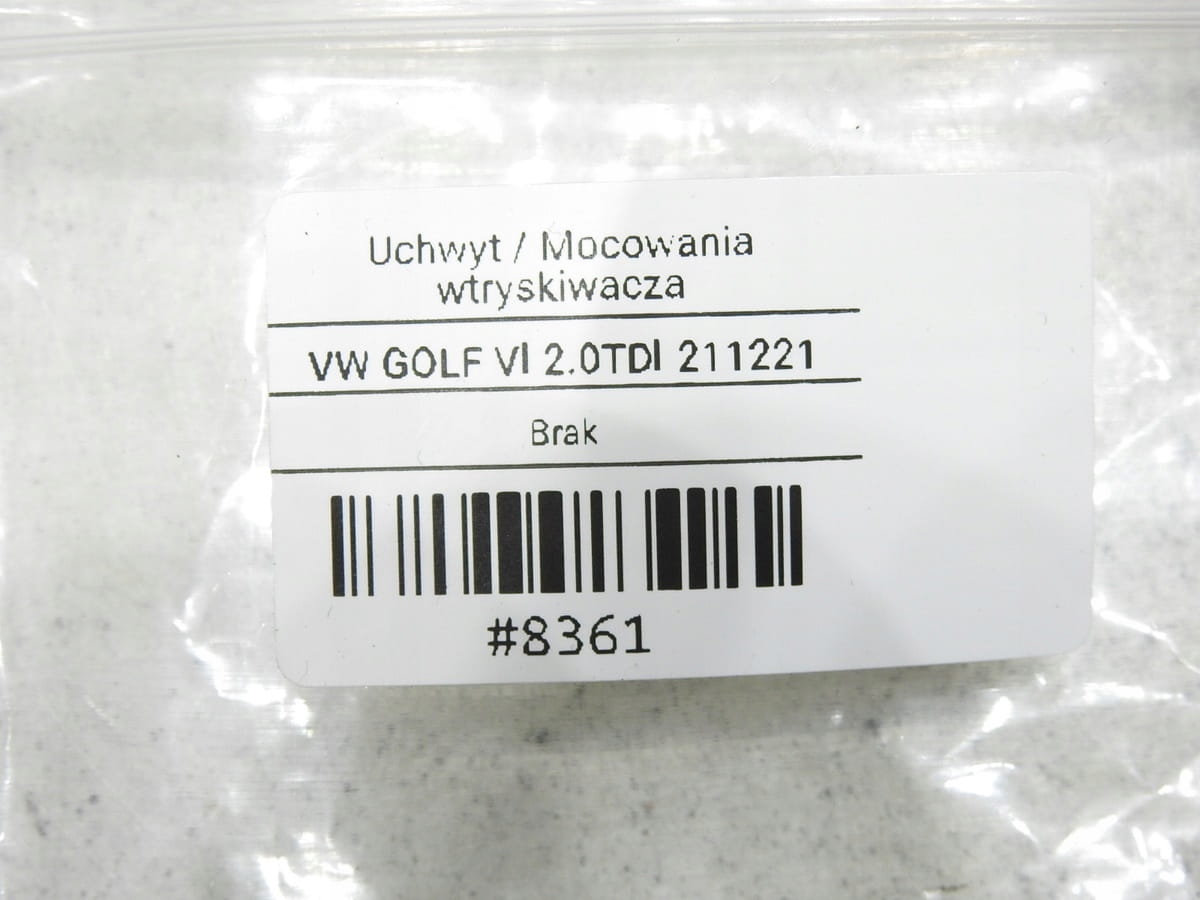 Uchwyt / Mocowania
wtryskiwacza
VW GOLF VI 2.0TDI 211221
Brak
#8361